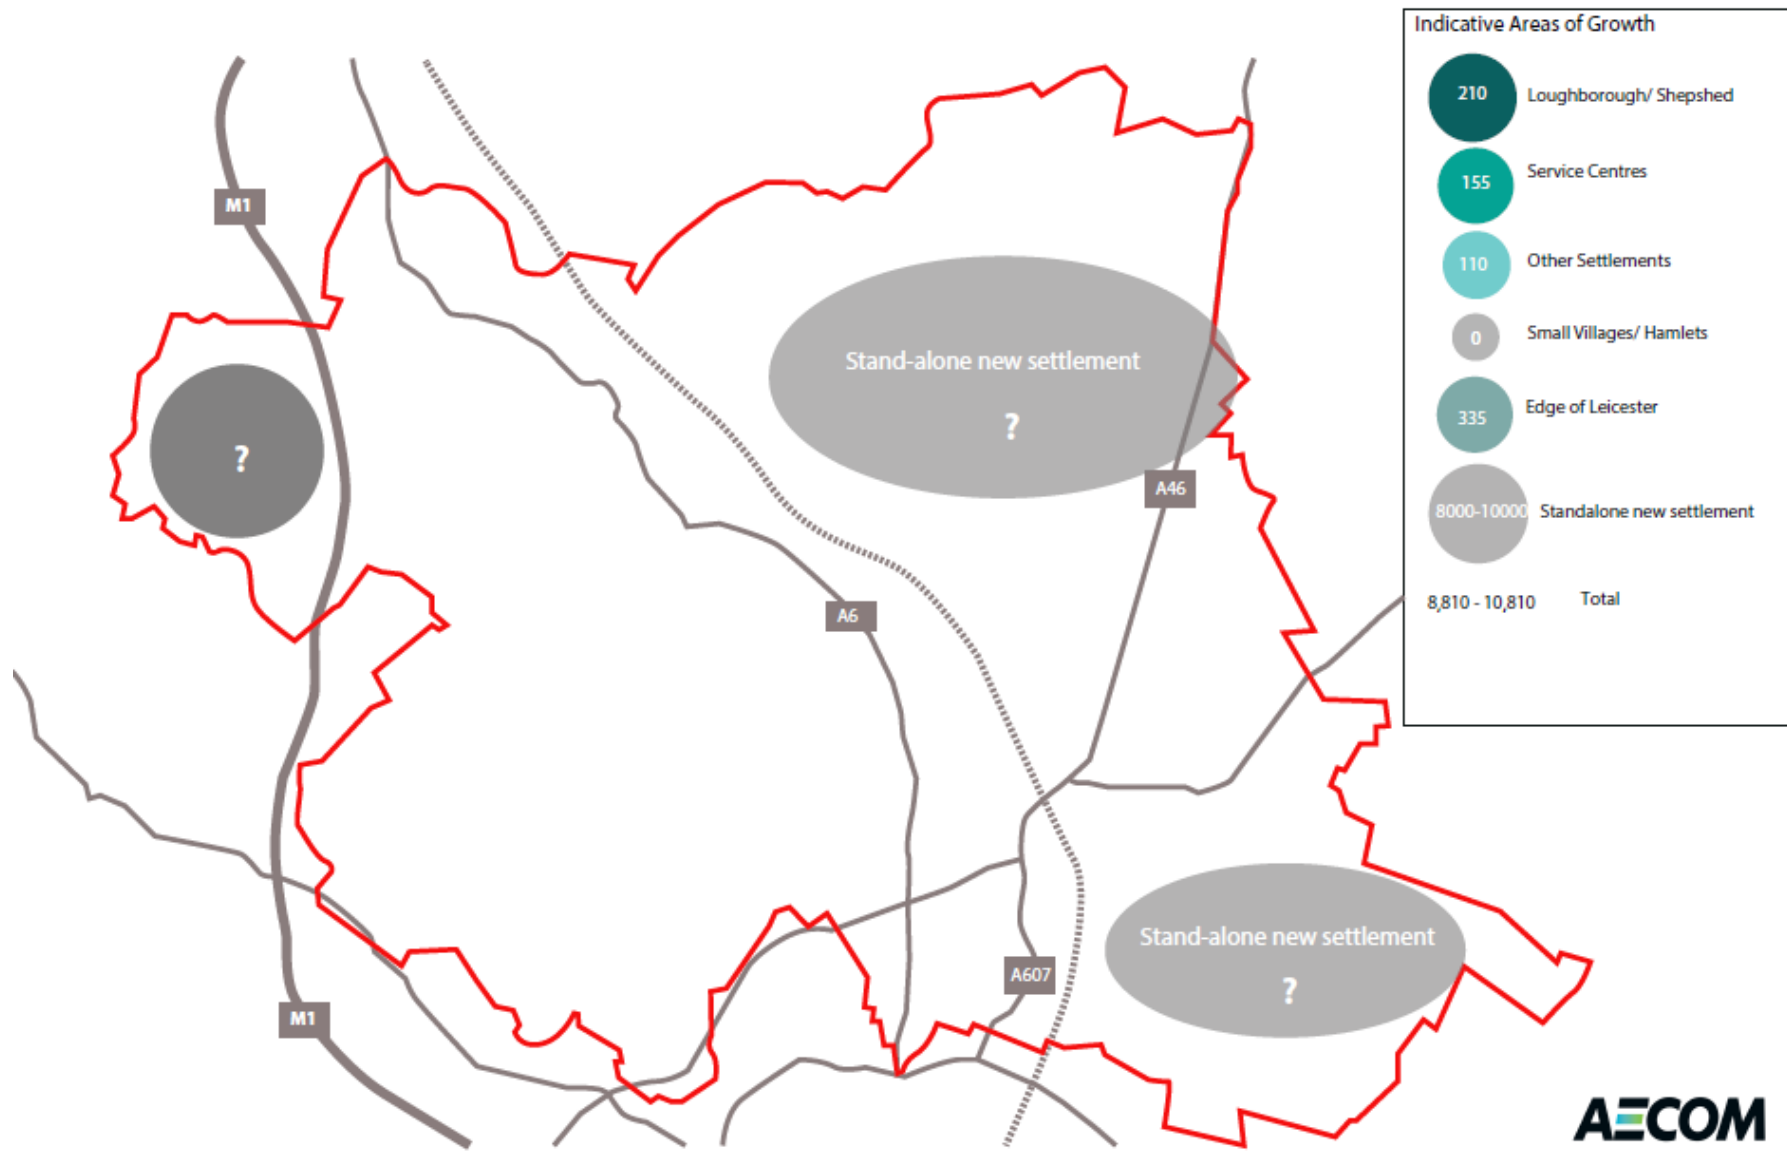 Indicative Areas of Growth
210 Loughborough/ Shepshed
155 Service Centres
110 Other Settlements
0 Small Villages/ Hamlets
335 Edge of Leicester
8000-10000 Standalone new settlement
8,810 - 10,810 Total
M1
?
Stand-alone new settlement
?
A46
A6
Stand-alone new settlement
?
A607
M1
AECOM